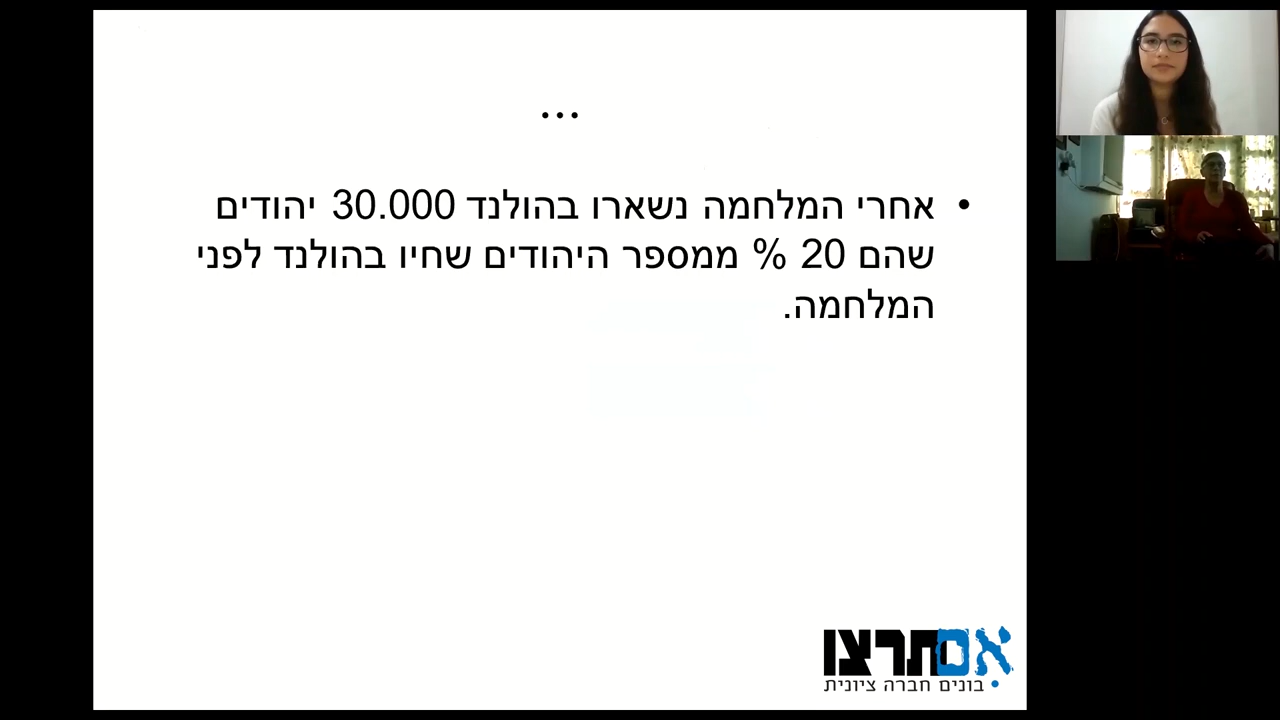 ...
• אחרי המלחמה נשארו בהולנד 30.000 יהודים
שהם 20 % ממספר היהודים שחיו בהולנד לפני
המלחמה.
אם תרצו
• בונים חברה ציונית